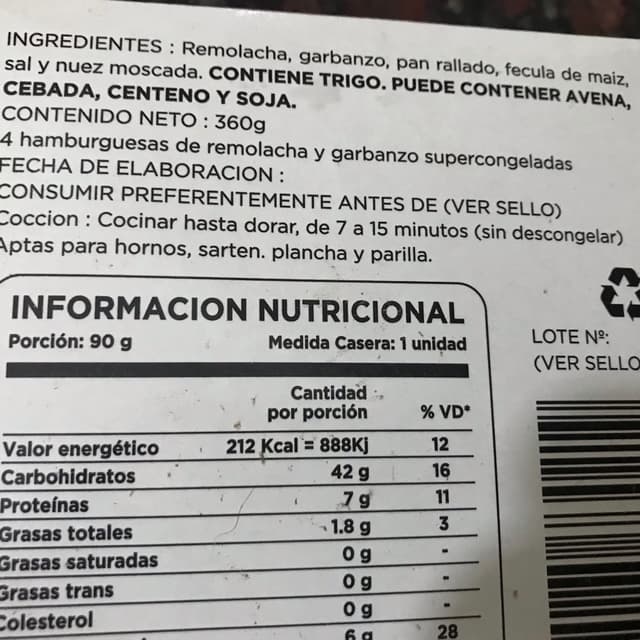 INGREDIENTES : Remolacha, garbanzo, pan rallado, fecula de maiz,
sal y nuez moscada. CONTIENE TRIGO. PUEDE CONTENER AVENA,
CEBADA, CENTENO Y SOJA.
CONTENIDO NETO : 360g
4 hamburguesas de remolacha y garbanzo supercongeladas
FECHA DE ELABORACION :
CONSUMIR PREFERENTEMENTE ANTES DE (VER SELLO)
Coccion : Cocinar hasta dorar, de 7 a 15 minutos (sin descongelar)
Aptas para hornos, sarten. plancha y parilla.
INFORMACION NUTRICIONAL
Porción: 90 g Medida Casera: 1 unidad
Cantidad
por porción % VD*
Valor energético 212 Kcal = 888Kj 12
Carbohidratos 42 g 16
Proteínas 7 g 11
Grasas totales 1.8 g 3
Grasas saturadas 0 g -
Grasas trans 0 g -
Colesterol 0 g -
6 g 28
LOTE Nº:
(VER SELLO